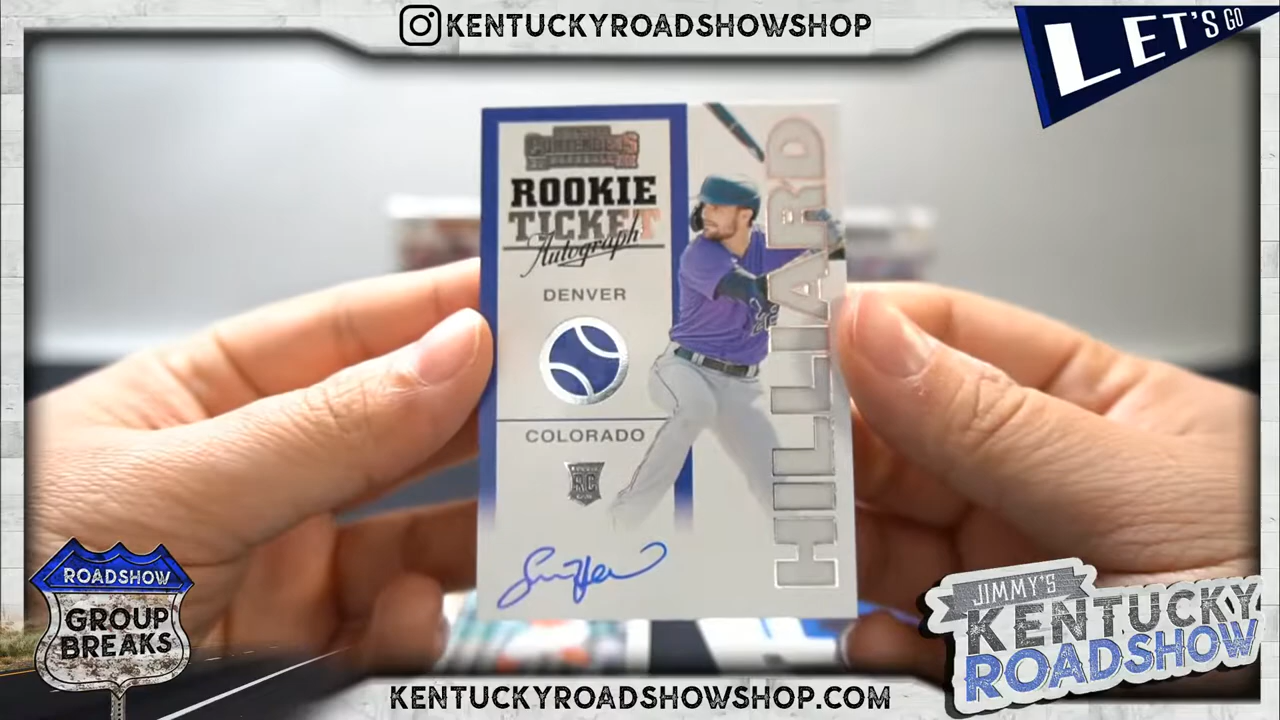 KENTUCKYROADSHOWSHOP
LET'S GO
CONTENDERS
ROOKIE
TICKET
Autograph
DENVER
COLORADO
RC
HILLIARD
ROADSHOW
GROUP
BREAKS
JIMMY'S
KENTUCKY
ROADSHOW
KENTUCKYROADSHOWSHOP.COM